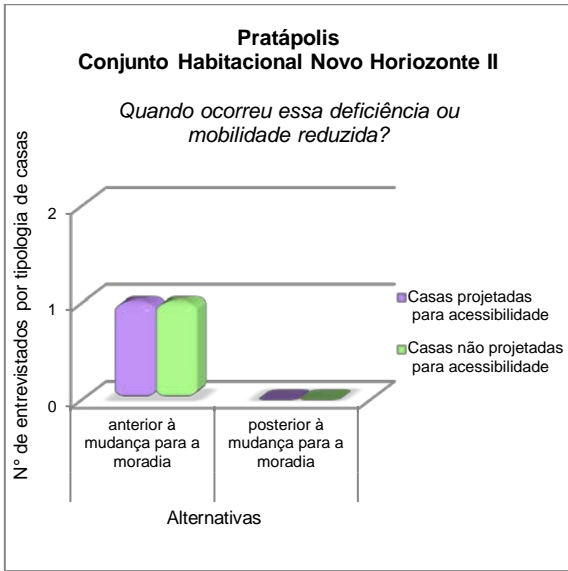 Pratápolis
Conjunto Habitacional Novo Horiozonte II
Quando ocorreu essa deficiência ou
mobilidade reduzida?
N° de entrevistados por tipologia de casas
2
1
0
Casas projetadas
para acessibilidade
Casas não projetadas
para acessibilidade
anterior à
mudança para a
moradia
posterior à
mudança para a
moradia
Alternativas